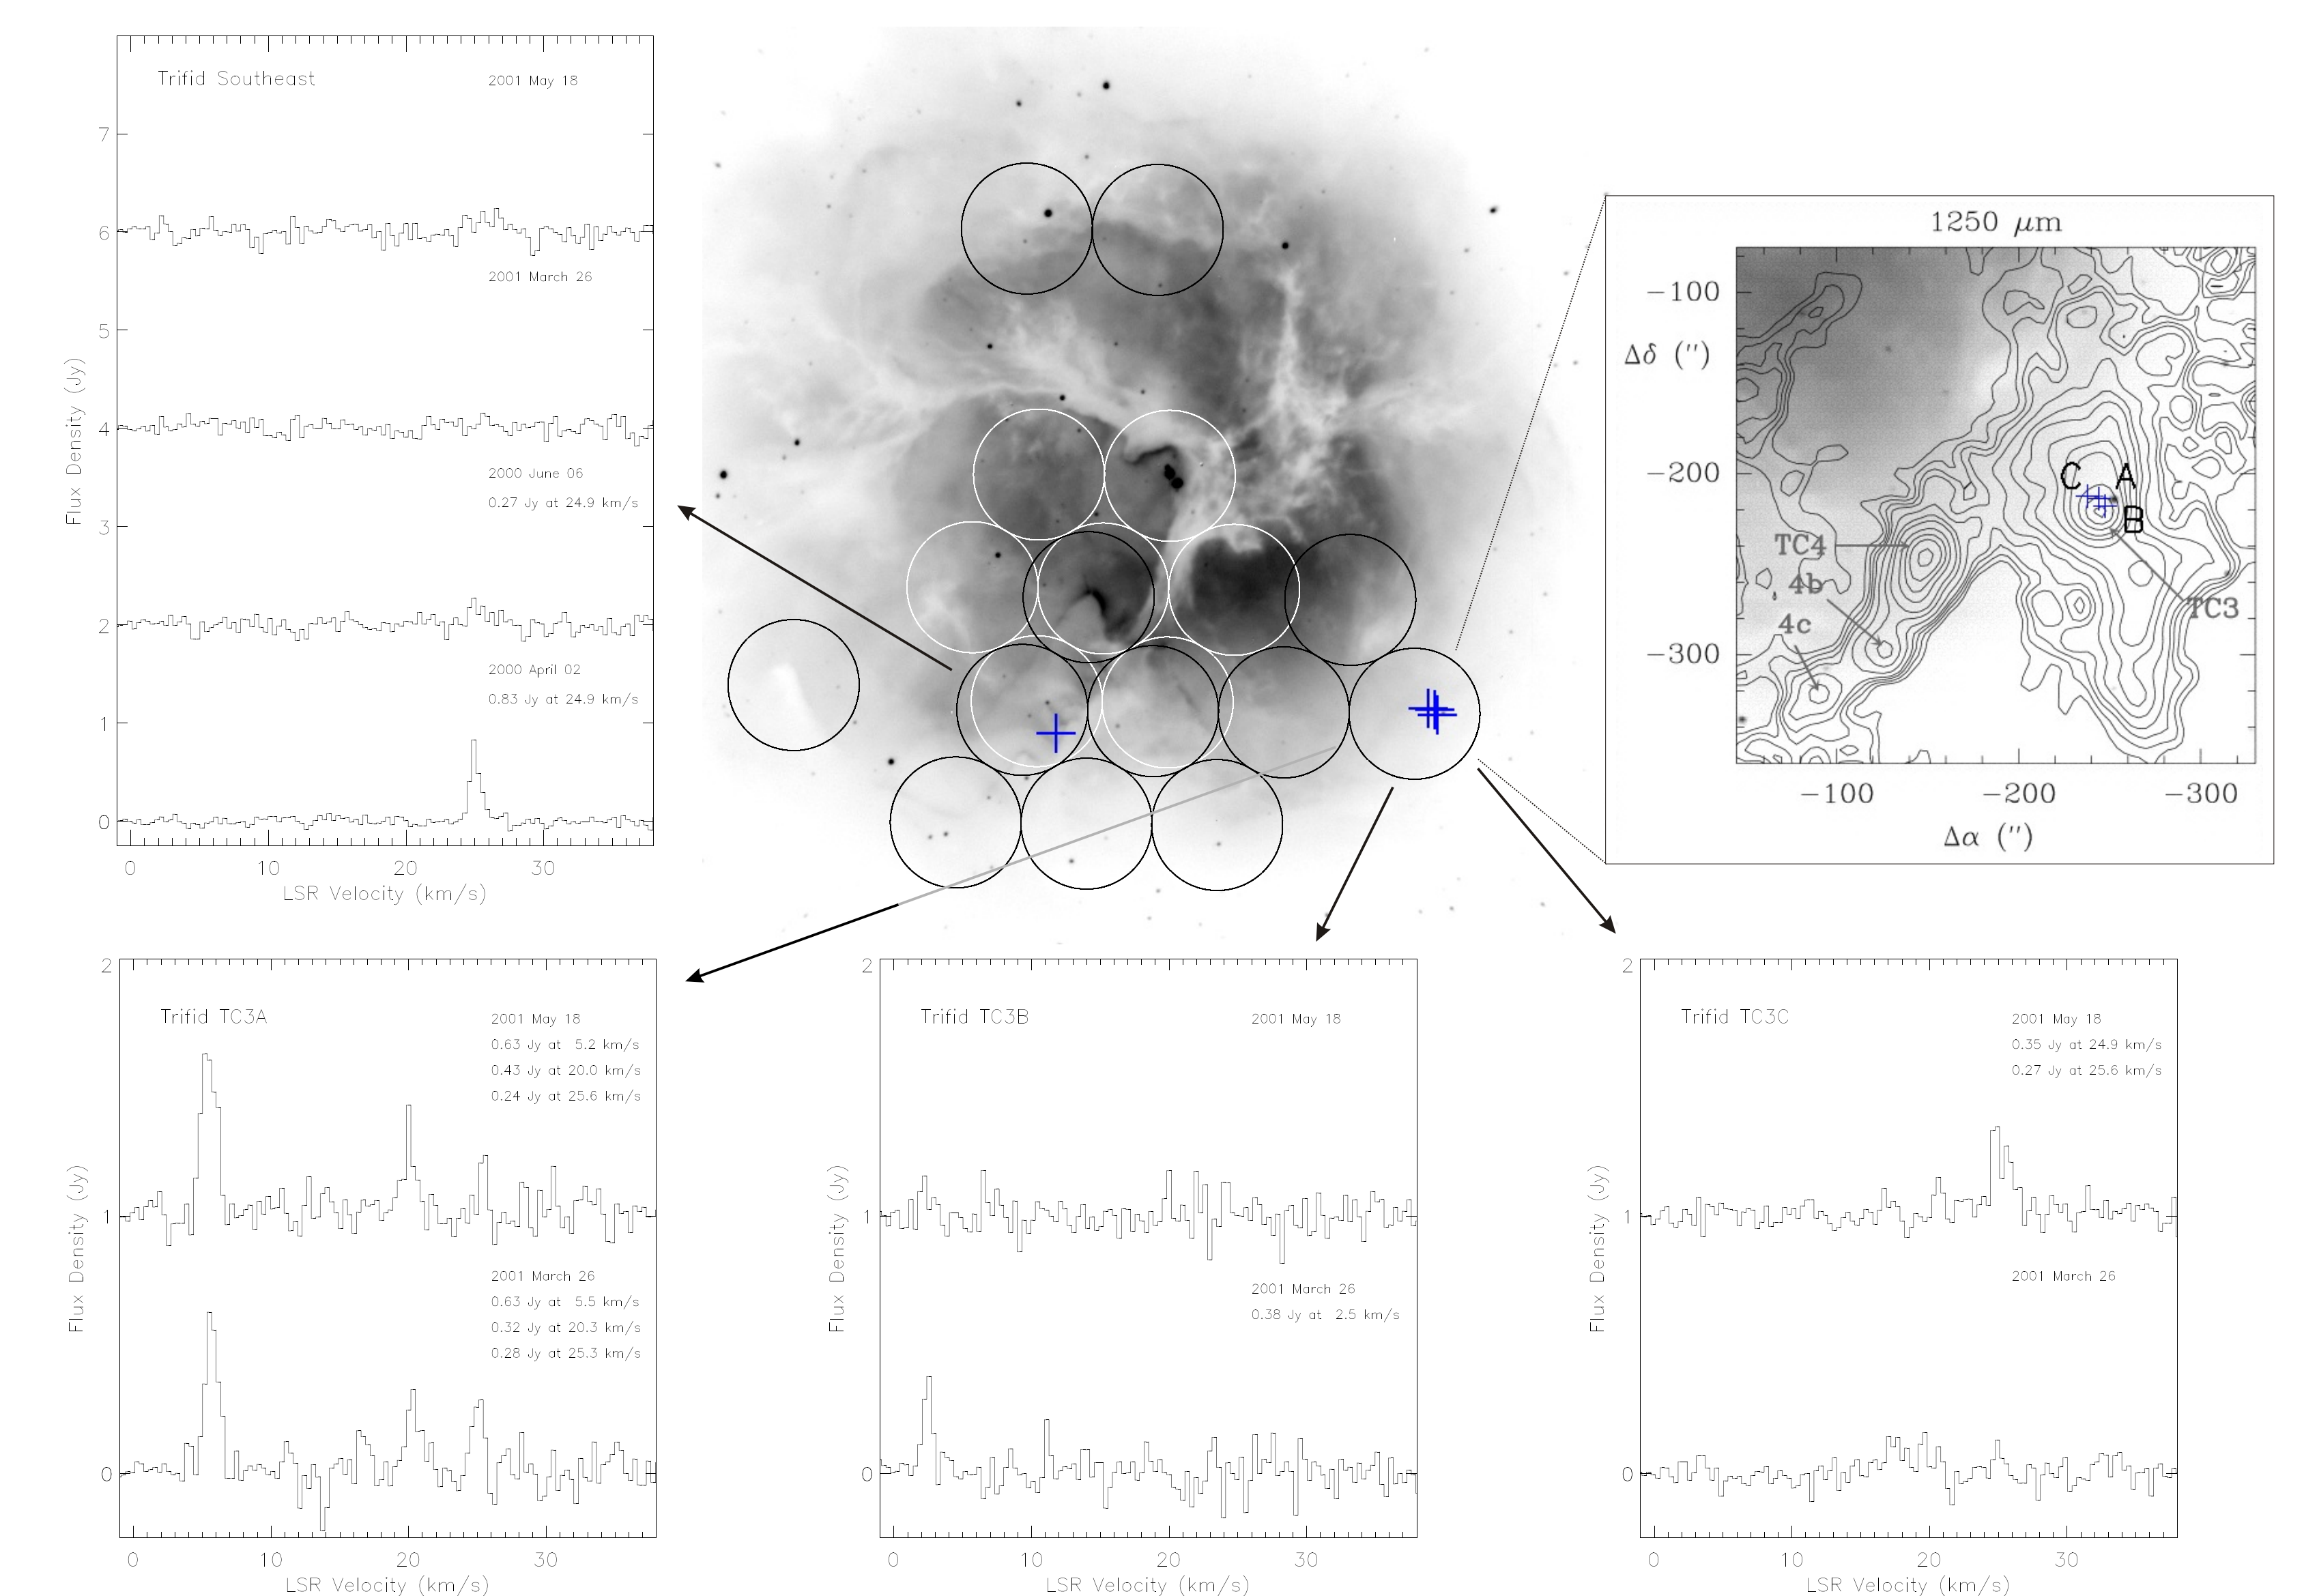 Trifid Southeast
2001 May 18
7
6
2001 March 26
5
Flux Density (Jy)
4
2000 June 06
0.27 Jy at 24.9 km/s
3
2
2000 April 02
0.83 Jy at 24.9 km/s
1
0
0 10 20 30
LSR Velocity (km/s)
1250 μm
-100
Δδ (″)
-200
C A
B
TC4
4b
TC3
4c
-300
-100 -200 -300
Δα (″)
2
Trifid TC3A
2001 May 18
0.63 Jy at 5.2 km/s
0.43 Jy at 20.0 km/s
0.24 Jy at 25.6 km/s
1
Flux Density (Jy)
2001 March 26
0.63 Jy at 5.5 km/s
0.32 Jy at 20.3 km/s
0.28 Jy at 25.3 km/s
0
0 10 20 30
LSR Velocity (km/s)
2
Trifid TC3B
2001 May 18
1
Flux Density (Jy)
2001 March 26
0.38 Jy at 2.5 km/s
0
0 10 20 30
LSR Velocity (km/s)
2
Trifid TC3C
2001 May 18
0.35 Jy at 24.9 km/s
0.27 Jy at 25.6 km/s
1
Flux Density (Jy)
2001 March 26
0
0 10 20 30
LSR Velocity (km/s)